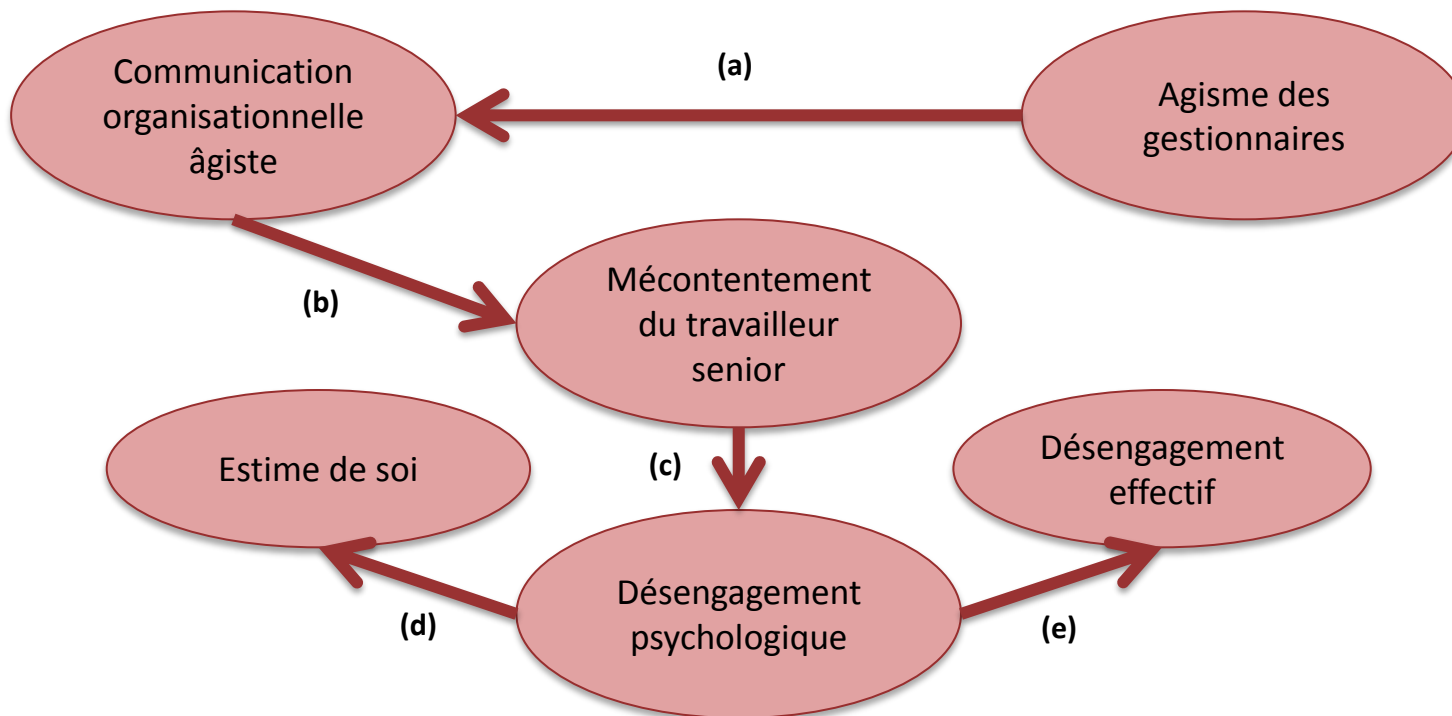 Communication
organisationnelle
âgiste
(a)
Agisme des
gestionnaires
(b)
Mécontentement
du travailleur
senior
Estime de soi
(c)
Désengagement
effectif
(d)
Désengagement
psychologique
(e)